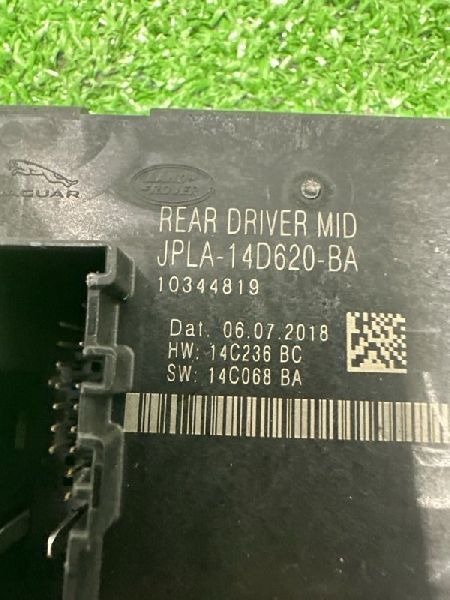 JAGUAR
LAND
ROVER
REAR DRIVER MID
JPLA-14D620-BA
10344819
Dat. 06.07.2018
HW: 14C236 BC
SW: 14C068 BA